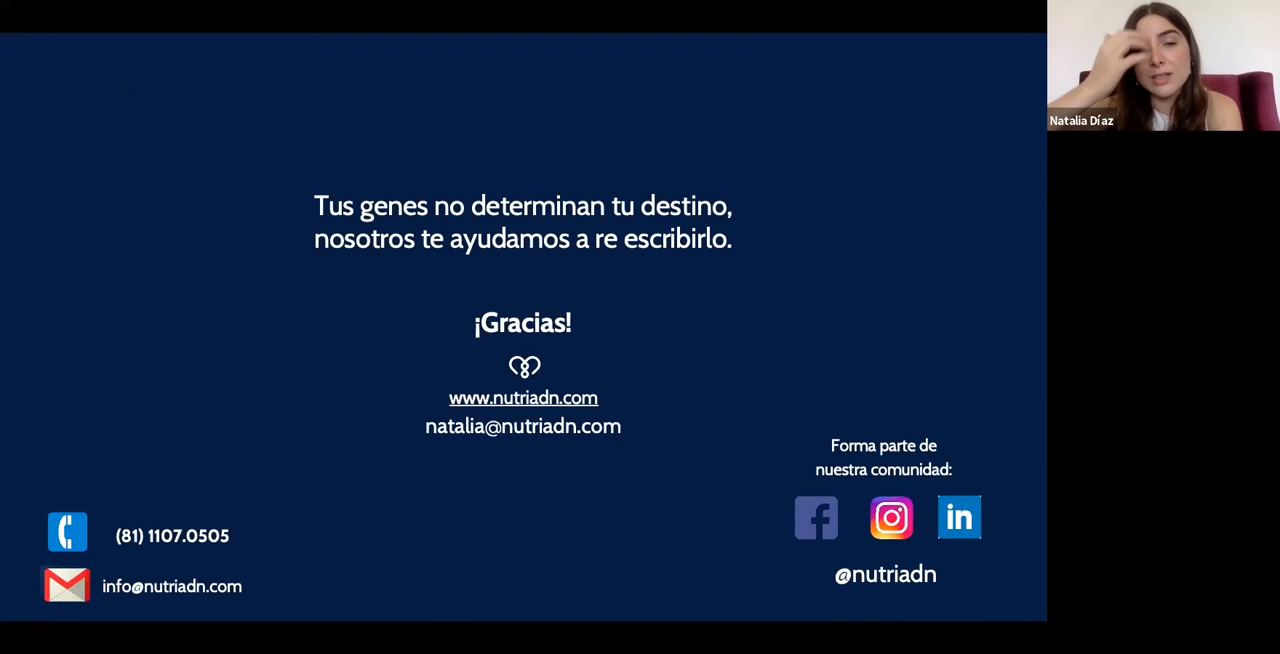 Natalia Díaz
Tus genes no determinan tu destino,
nosotros te ayudamos a re escribirlo.
¡Gracias!
www.nutriadn.com
natalia@nutriadn.com
Forma parte de
nuestra comunidad:
f
in
(81) 1107.0505
info@nutriadn.com
@nutriadn